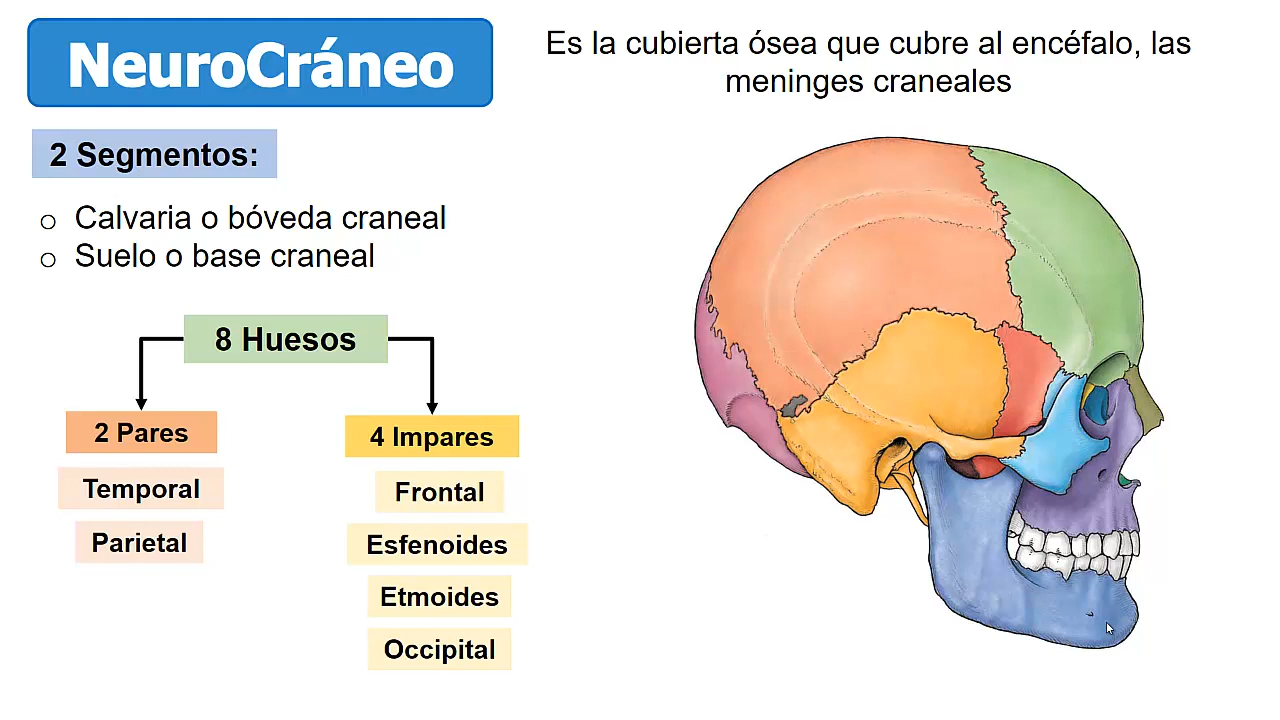 NeuroCráneo
Es la cubierta ósea que cubre al encéfalo, las
meninges craneales
2 Segmentos:
o Calvaria o bóveda craneal
o Suelo o base craneal
8 Huesos
2 Pares
Temporal
Parietal
4 Impares
Frontal
Esfenoides
Etmoides
Occipital